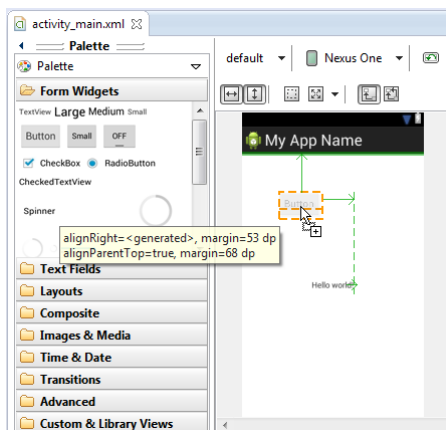 activity_main.xml
Palette
Palette
default Nexus One
Form Widgets
TextView Large Medium Small
Button Small OFF
CheckBox RadioButton
CheckedTextView
Spinner
My App Name
Button
alignRight=<generated>, margin=53 dp
alignParentTop=true, margin=68 dp
Hello world
Text Fields
Layouts
Composite
Images & Media
Time & Date
Transitions
Advanced
Custom & Library Views